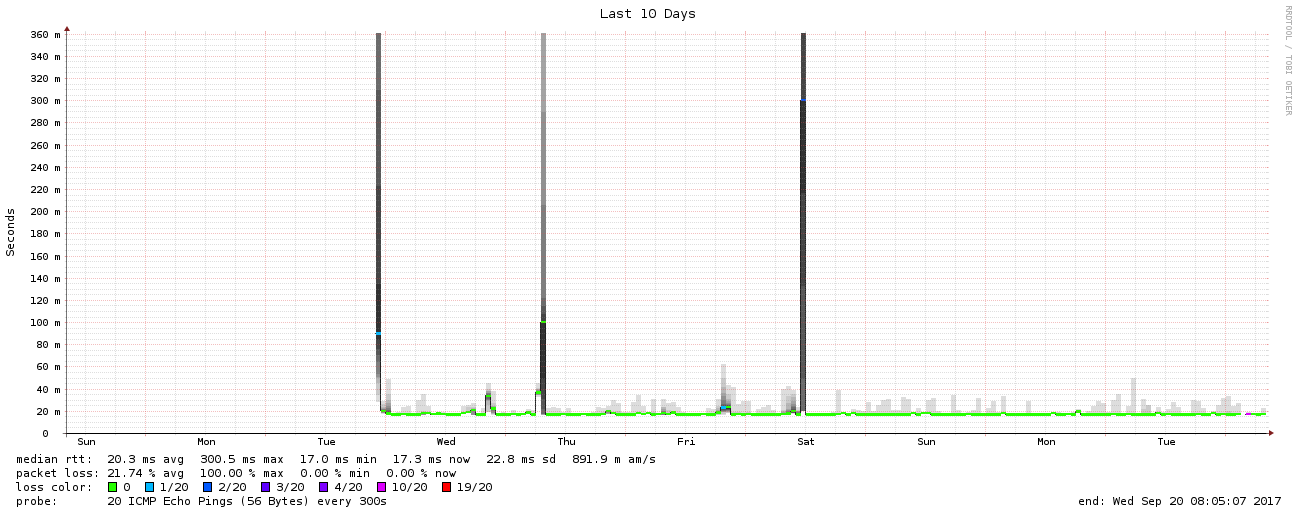 Last 10 Days
RRDTOOL / TOBI OETIKER
Seconds
360 m
340 m
320 m
300 m
280 m
260 m
240 m
220 m
200 m
180 m
160 m
140 m
120 m
100 m
80 m
60 m
40 m
20 m
0
Sun Mon Tue Wed Thu Fri Sat Sun Mon Tue
median rtt: 20.3 ms avg 300.5 ms max 17.0 ms min 17.3 ms now 22.8 ms sd 891.9 m am/s
packet loss: 21.74 % avg 100.00 % max 0.00 % min 0.00 % now
loss color: 0 1/20 2/20 3/20 4/20 10/20 19/20
probe: 20 ICMP Echo Pings (56 Bytes) every 300s end: Wed Sep 20 08:05:07 2017